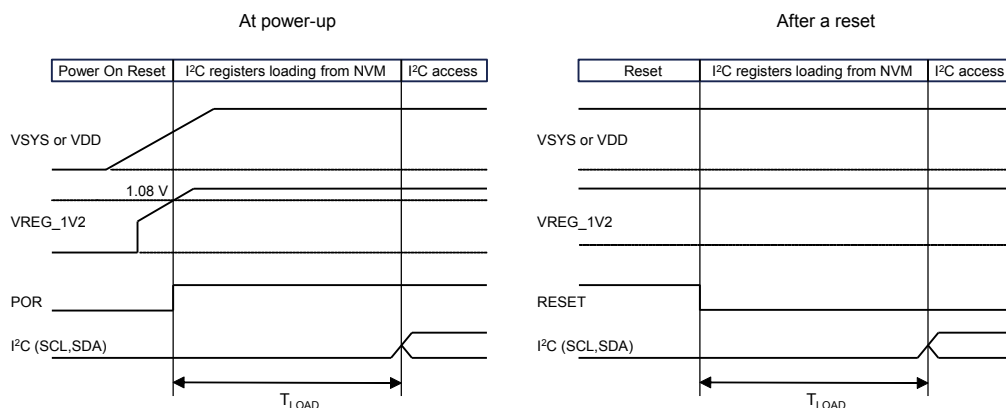 At power-up
Power On Reset
I²C registers loading from NVM
I²C access
VSYS or VDD
1.08 V
VREG_1V2
POR
I²C (SCL,SDA)
TLOAD
After a reset
Reset
I²C registers loading from NVM
I²C access
VSYS or VDD
VREG_1V2
RESET
I²C (SCL,SDA)
TLOAD